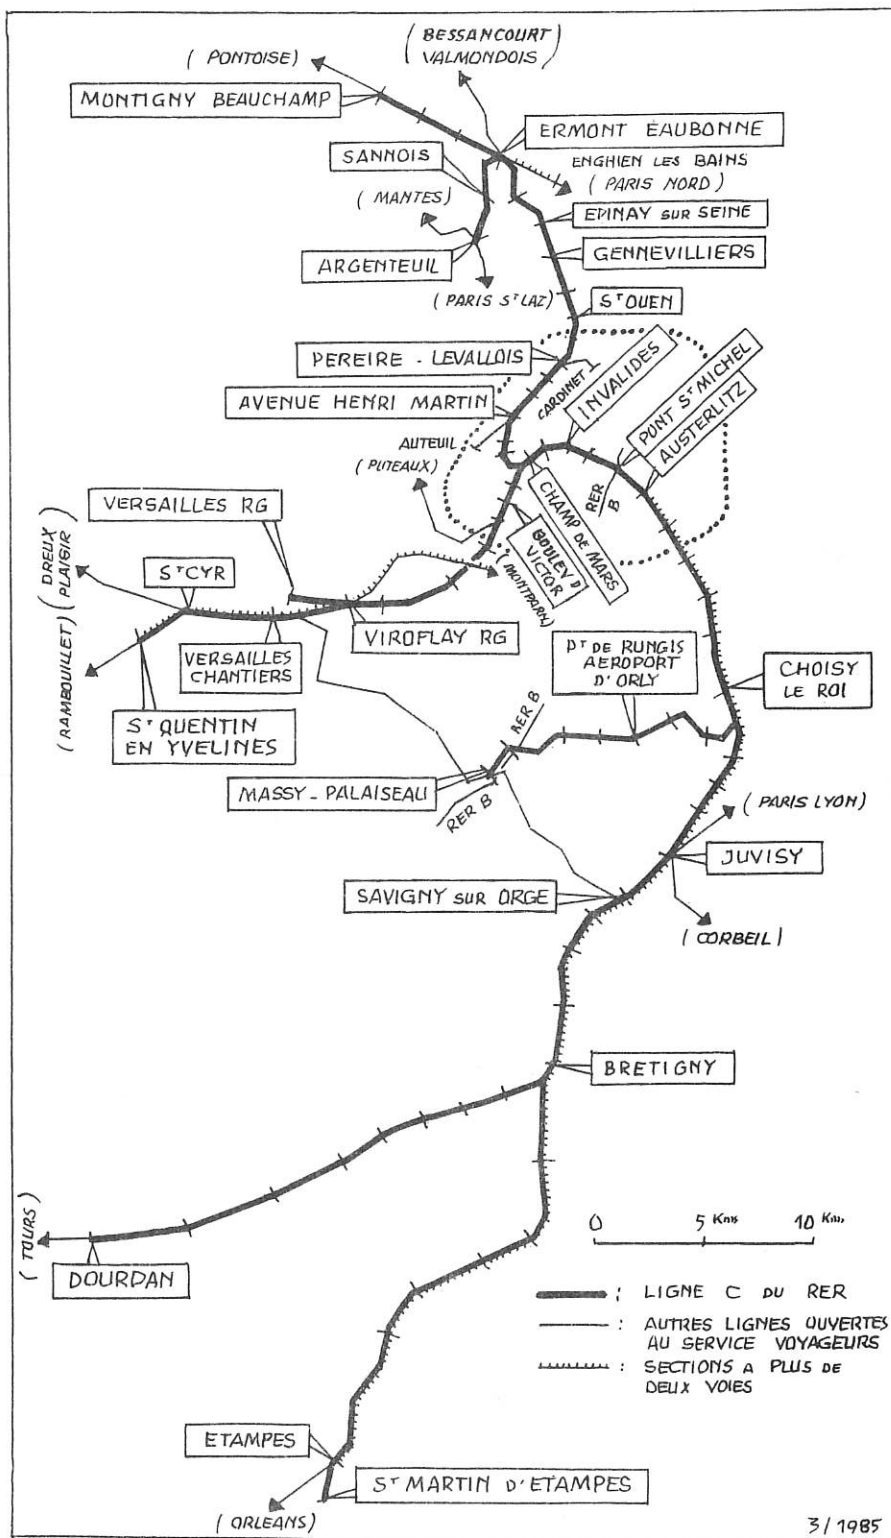 ( BESSANCOURT
VALMONDOIS )
( PONTOISE )
MONTIGNY BEAUCHAMP
ERMONT EAUBONNE
SANNOIS
ENGHIEN LES BAINS
( PARIS NORD )
( MANTES )
EPINAY SUR SEINE
ARGENTEUIL
GENNEVILLIERS
( PARIS ST LAZ )
ST OUEN
PEREIRE - LEVALLOIS
CARDINET
INVALIDES
AVENUE HENRI MARTIN
PONT ST MICHEL
AUSTERLITZ
AUTEUIL
( PUTEAUX )
RER
B
CHAMP DE MARS
VERSAILLES RG
BOULEV D
VICTOR
( MONTPARN )
( DREUX
PLAISIR )
ST CYR
VIROFLAY RG
VERSAILLES
CHANTIERS
( RAMBOUILLET )
ST QUENTIN
EN YVELINES
PT DE RUNGIS
AEROPORT
D' ORLY
CHOISY
LE ROI
RER B
MASSY - PALAISEAU
RER B
( PARIS LYON )
JUVISY
SAVIGNY SUR ORGE
( CORBEIL )
BRETIGNY
( TOURS )
DOURDAN
0 5 Kms 10 Km.
: LIGNE C DU RER
: AUTRES LIGNES OUVERTES
AU SERVICE VOYAGEURS
: SECTIONS A PLUS DE
DEUX VOIES
ETAMPES
ST MARTIN D' ETAMPES
( ORLEANS )
3 / 1985